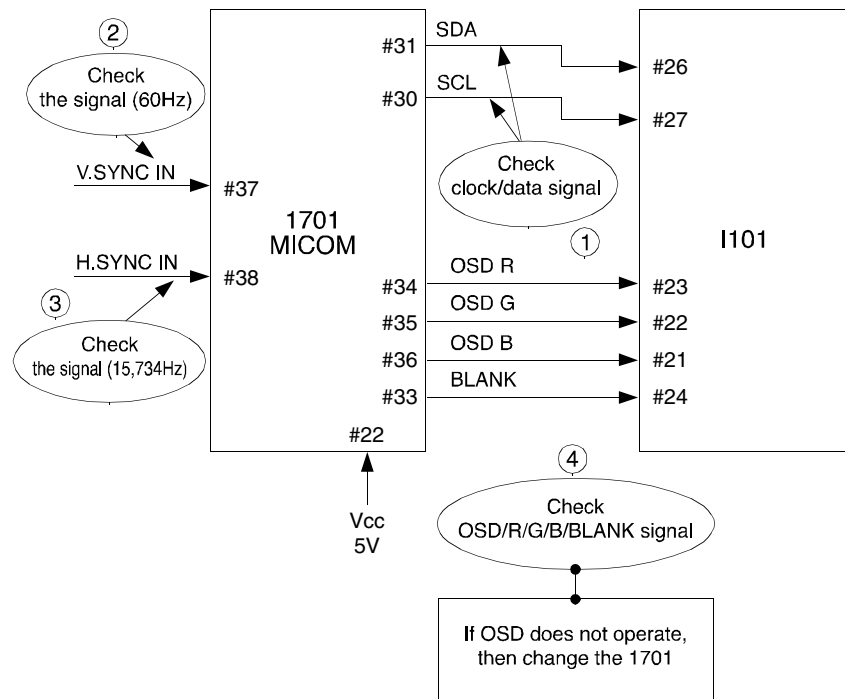 2
Check
the signal (60Hz)
V.SYNC IN
#37
H.SYNC IN
#38
3
Check
the signal (15,734Hz)
1701
MICOM
#31
SDA
#26
#30
SCL
#27
Check
clock/data signal
1
I101
#34
OSD R
#23
#35
OSD G
#22
#36
OSD B
#21
#33
BLANK
#24
#22
Vcc
5V
4
Check
OSD/R/G/B/BLANK signal
If OSD does not operate,
then change the 1701